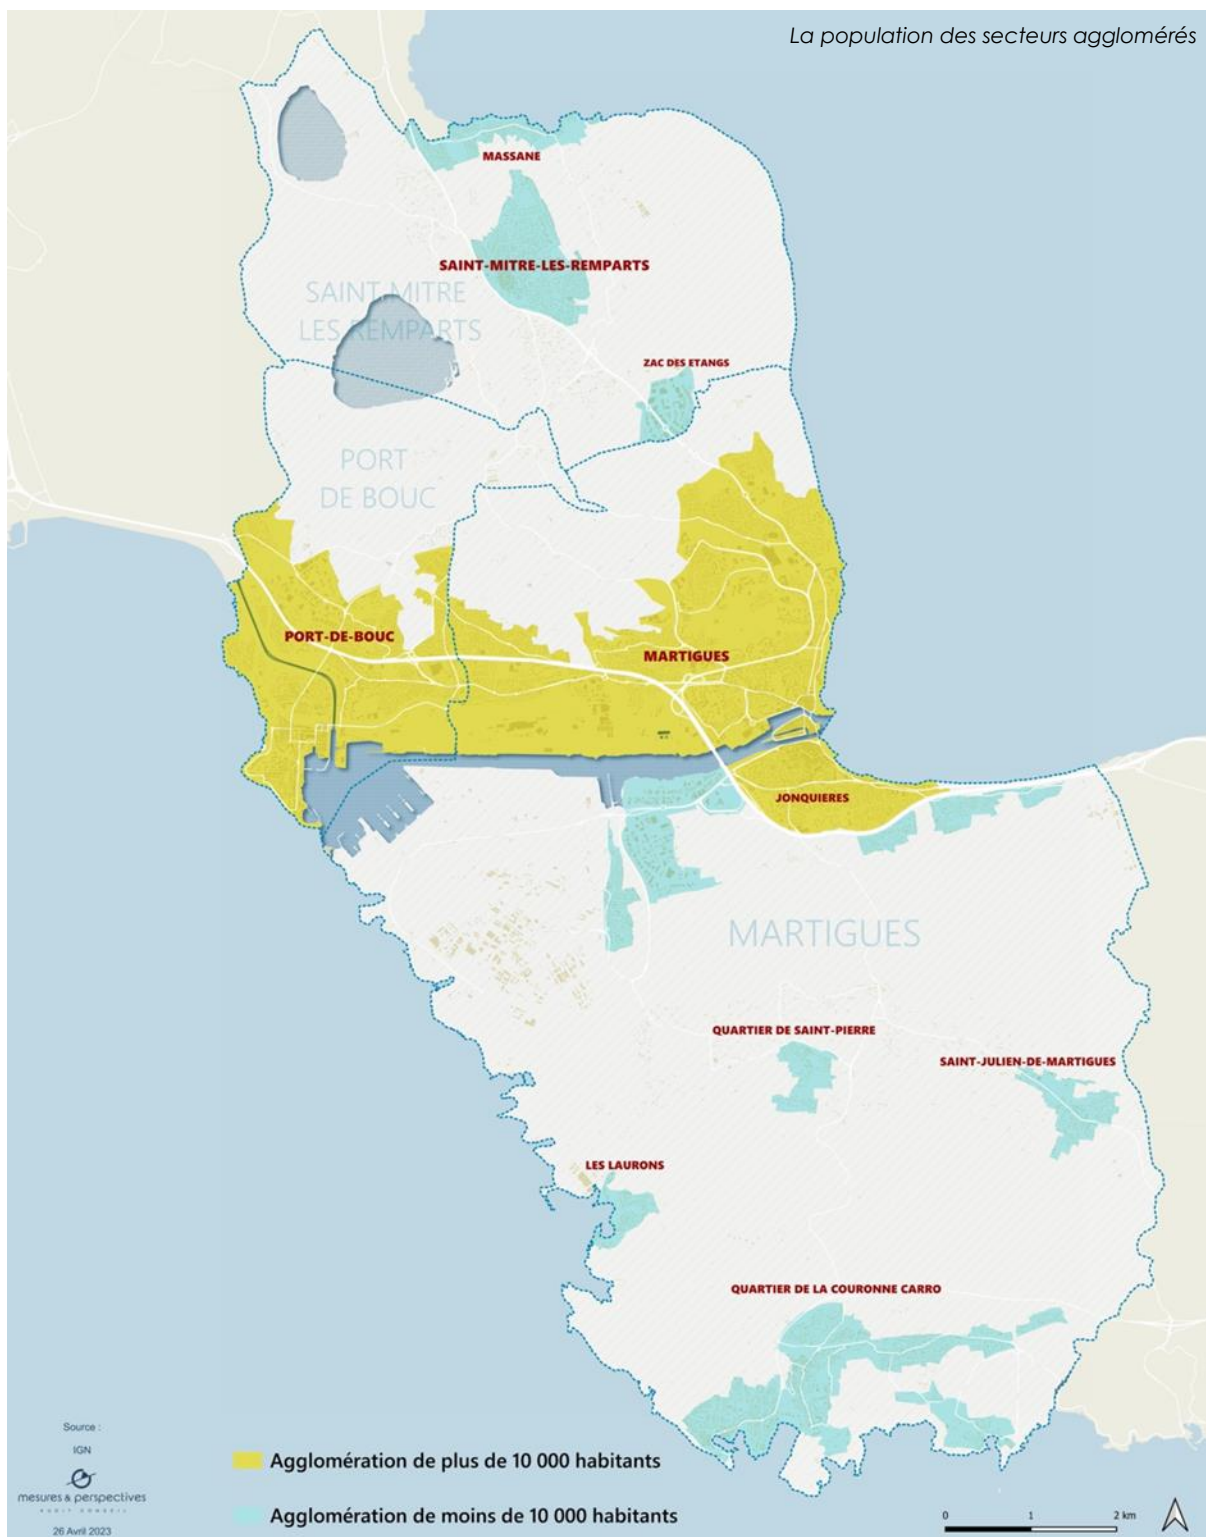 La population des secteurs agglomérés
MASSANE
SAINT-MITRE-LES-REMPARTS
SAINT MITRE
LES REMPARTS
ZAC DES ETANGS
PORT
DE BOUC
PORT-DE-BOUC
MARTIGUES
JONQUIERES
MARTIGUES
QUARTIER DE SAINT-PIERRE
SAINT-JULIEN-DE-MARTIGUES
LES LAURONS
QUARTIER DE LA COURONNE CARRO
Source :
IGN
mesures & perspectives
AUDIT CONSEIL
26 Avril 2023
Agglomération de plus de 10 000 habitants
Agglomération de moins de 10 000 habitants
0 1 2 km